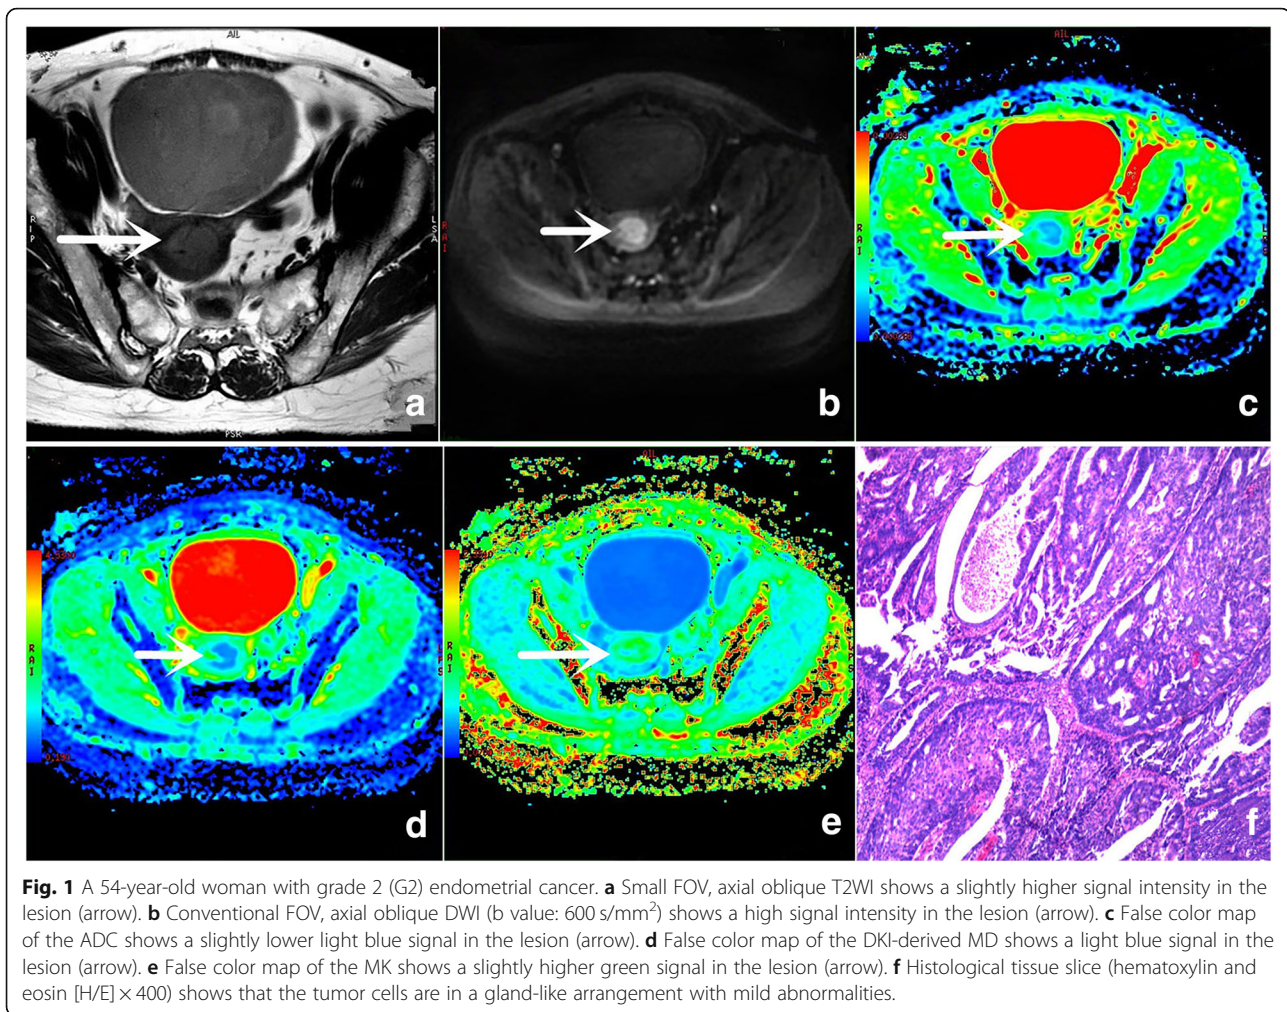 AIL
R
I
P
L
S
A
a
PSR
R
A
I
b
AIL
R
A
I
c
R
A
I
d
AIL
R
A
I
e
f
Fig. 1 A 54-year-old woman with grade 2 (G2) endometrial cancer. a Small FOV, axial oblique T2WI shows a slightly higher signal intensity in the
lesion (arrow). b Conventional FOV, axial oblique DWI (b value: 600 s/mm²) shows a high signal intensity in the lesion (arrow). c False color map
of the ADC shows a slightly lower light blue signal in the lesion (arrow). d False color map of the DKI-derived MD shows a light blue signal in the
lesion (arrow). e False color map of the MK shows a slightly higher green signal in the lesion (arrow). f Histological tissue slice (hematoxylin and
eosin [H/E] × 400) shows that the tumor cells are in a gland-like arrangement with mild abnormalities.